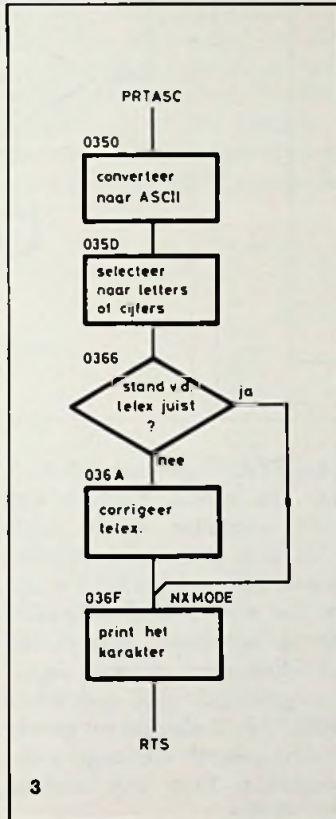 PRTASC
0350
converteer
naar ASCII
035D
selecteer
naar letters
of cijfers
0366
stand v.d.
telex juist
?
ja
nee
036A
corrigeer
telex.
036F
NXMODE
print het
karakter
RTS
3